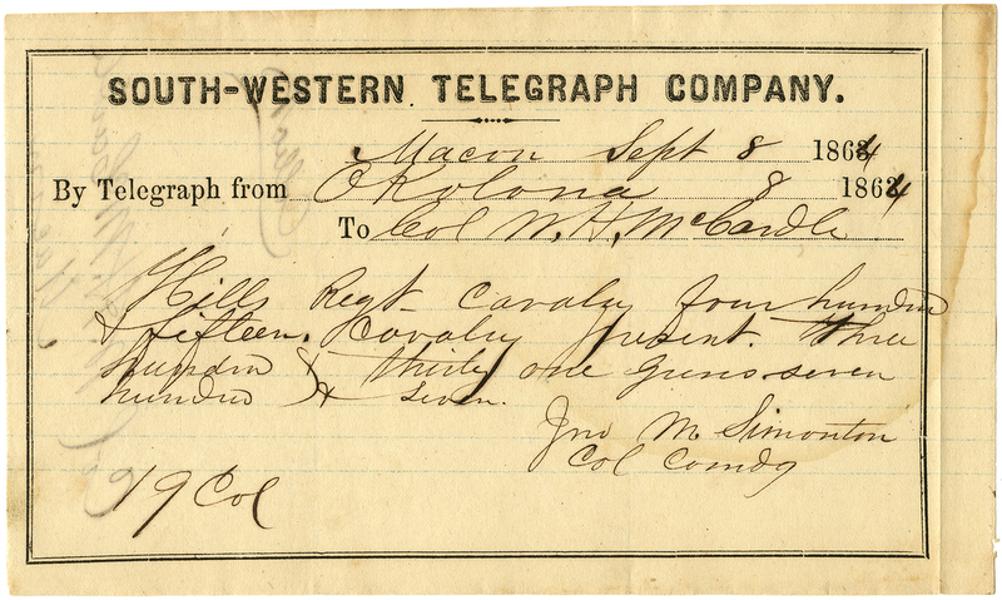 SOUTH-WESTERN TELEGRAPH COMPANY.
Macon Sept 8 1864
By Telegraph from Okolona 8 1864
To Col W. H. McCardle
Hills Regt Cavalry four hundred
& fifteen. Cavalry present. three
hundred & thirty one guns seven
hundred & seven.
Jno M. Simonton
Col Comdg
19 Col